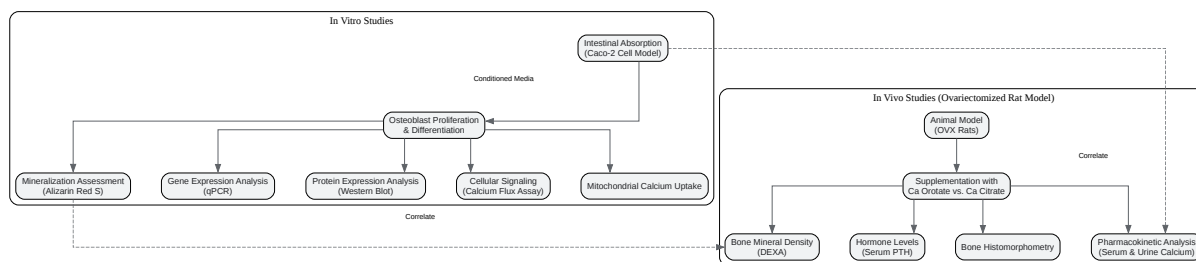 In Vitro Studies
Intestinal Absorption
(Caco-2 Cell Model)
Conditioned Media
Osteoblast Proliferation
& Differentiation
Mineralization Assessment
(Alizarin Red S)
Gene Expression Analysis
(qPCR)
Protein Expression Analysis
(Western Blot)
Cellular Signaling
(Calcium Flux Assay)
Mitochondrial Calcium Uptake
Correlate
In Vivo Studies (Ovariectomized Rat Model)
Animal Model
(OVX Rats)
Correlate
Supplementation with
Ca Orotate vs. Ca Citrate
Bone Mineral Density
(DEXA)
Hormone Levels
(Serum PTH)
Bone Histomorphometry
Pharmacokinetic Analysis
(Serum & Urine Calcium)